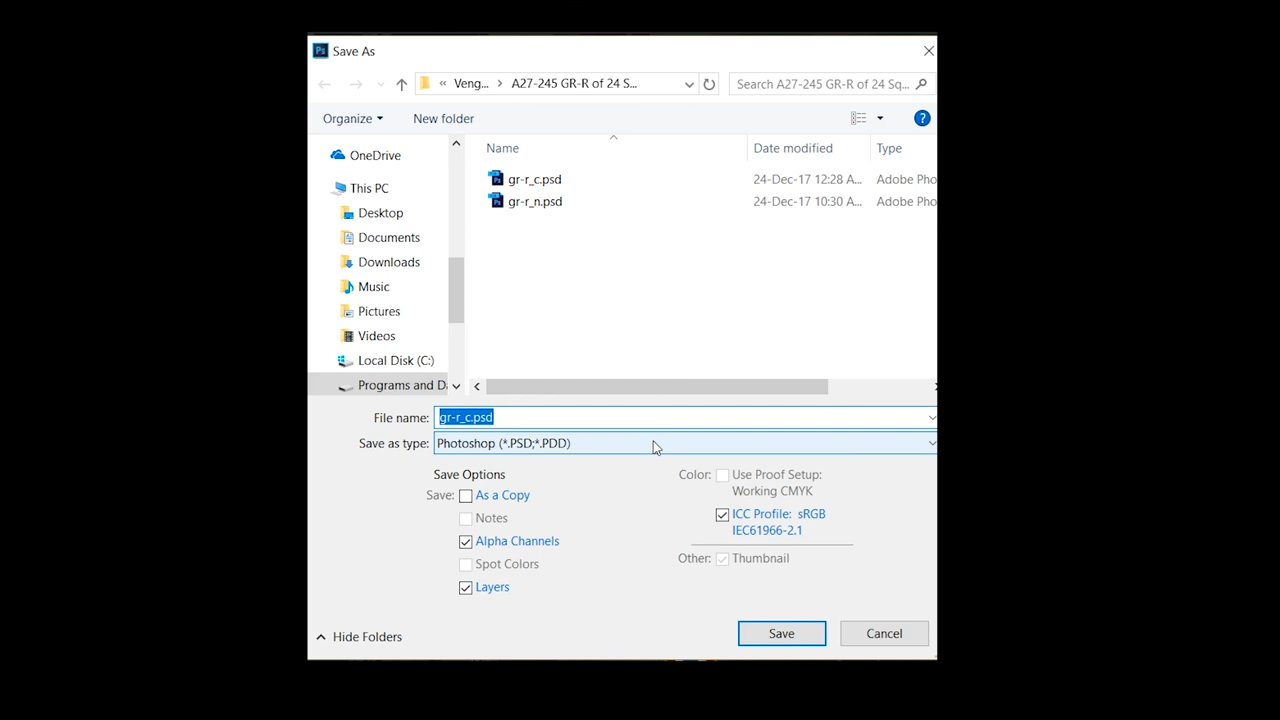 Ps Save As
« Veng... > A27-245 GR-R of 24 S...
Search A27-245 GR-R of 24 Sq...
Organize
New folder
?
OneDrive
This PC
Desktop
Documents
Downloads
Music
Pictures
Videos
Local Disk (C:)
Programs and Da
Name
Date modified
Type
gr-r_c.psd
24-Dec-17 12:28 A...
Adobe Pho
gr-r_n.psd
24-Dec-17 10:30 A...
Adobe Pho
File name: gr-r_c.psd
Save as type: Photoshop (*.PSD;*.PDD)
Save Options
Save: As a Copy
Notes
Alpha Channels
Spot Colors
Layers
Color: Use Proof Setup:
Working CMYK
ICC Profile: sRGB
IEC61966-2.1
Other: Thumbnail
Hide Folders
Save
Cancel